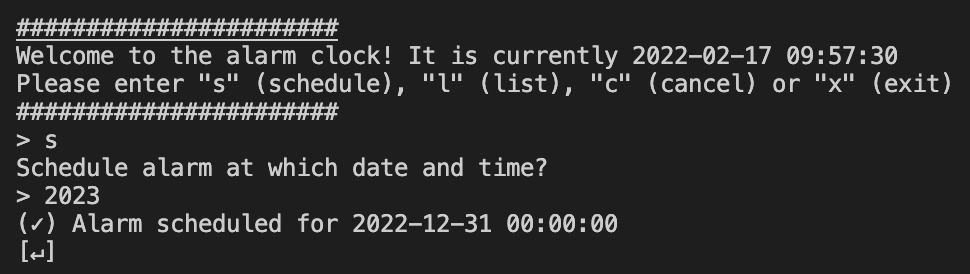 #######################
Welcome to the alarm clock! It is currently 2022-02-17 09:57:30
Please enter "s" (schedule), "l" (list), "c" (cancel) or "x" (exit)
#######################
> s
Schedule alarm at which date and time?
> 2023
(✓) Alarm scheduled for 2022-12-31 00:00:00
[↵]